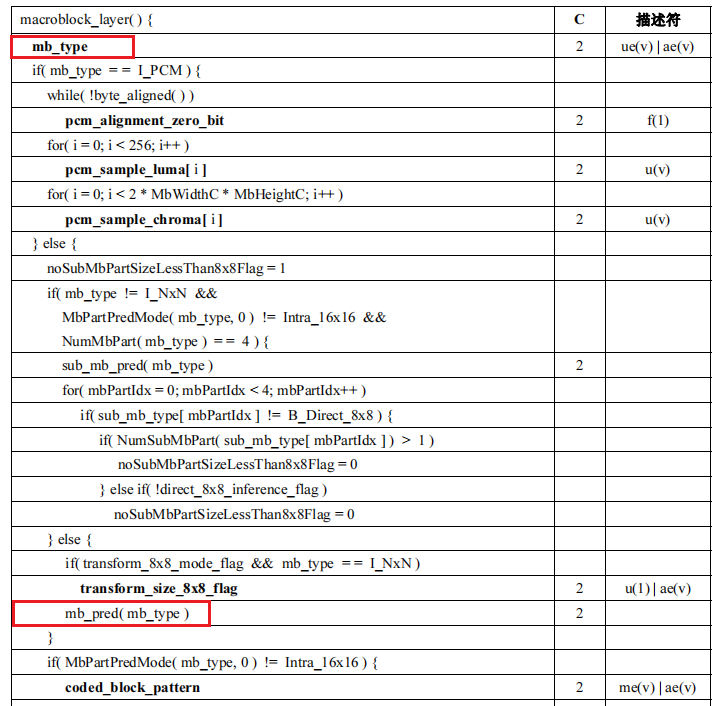 macroblock_layer( ) { C 描述符
mb_type 2 ue(v) | ae(v)
if( mb_type = = I_PCM ) {
while( !byte_aligned( ) )
pcm_alignment_zero_bit 2 f(1)
for( i = 0; i < 256; i++ )
pcm_sample_luma[ i ] 2 u(v)
for( i = 0; i < 2 * MbWidthC * MbHeightC; i++ )
pcm_sample_chroma[ i ] 2 u(v)
} else {
noSubMbPartSizeLessThan8x8Flag = 1
if( mb_type != I_NxN &&
MbPartPredMode( mb_type, 0 ) != Intra_16x16 &&
NumMbPart( mb_type ) = = 4 ) {
sub_mb_pred( mb_type ) 2
for( mbPartIdx = 0; mbPartIdx < 4; mbPartIdx++ )
if( sub_mb_type[ mbPartIdx ] != B_Direct_8x8 ) {
if( NumSubMbPart( sub_mb_type[ mbPartIdx ] ) > 1 )
noSubMbPartSizeLessThan8x8Flag = 0
} else if( !direct_8x8_inference_flag )
noSubMbPartSizeLessThan8x8Flag = 0
} else {
if( transform_8x8_mode_flag && mb_type = = I_NxN )
transform_size_8x8_flag 2 u(1) | ae(v)
mb_pred( mb_type ) 2
}
if( MbPartPredMode( mb_type, 0 ) != Intra_16x16 ) {
coded_block_pattern 2 me(v) | ae(v)